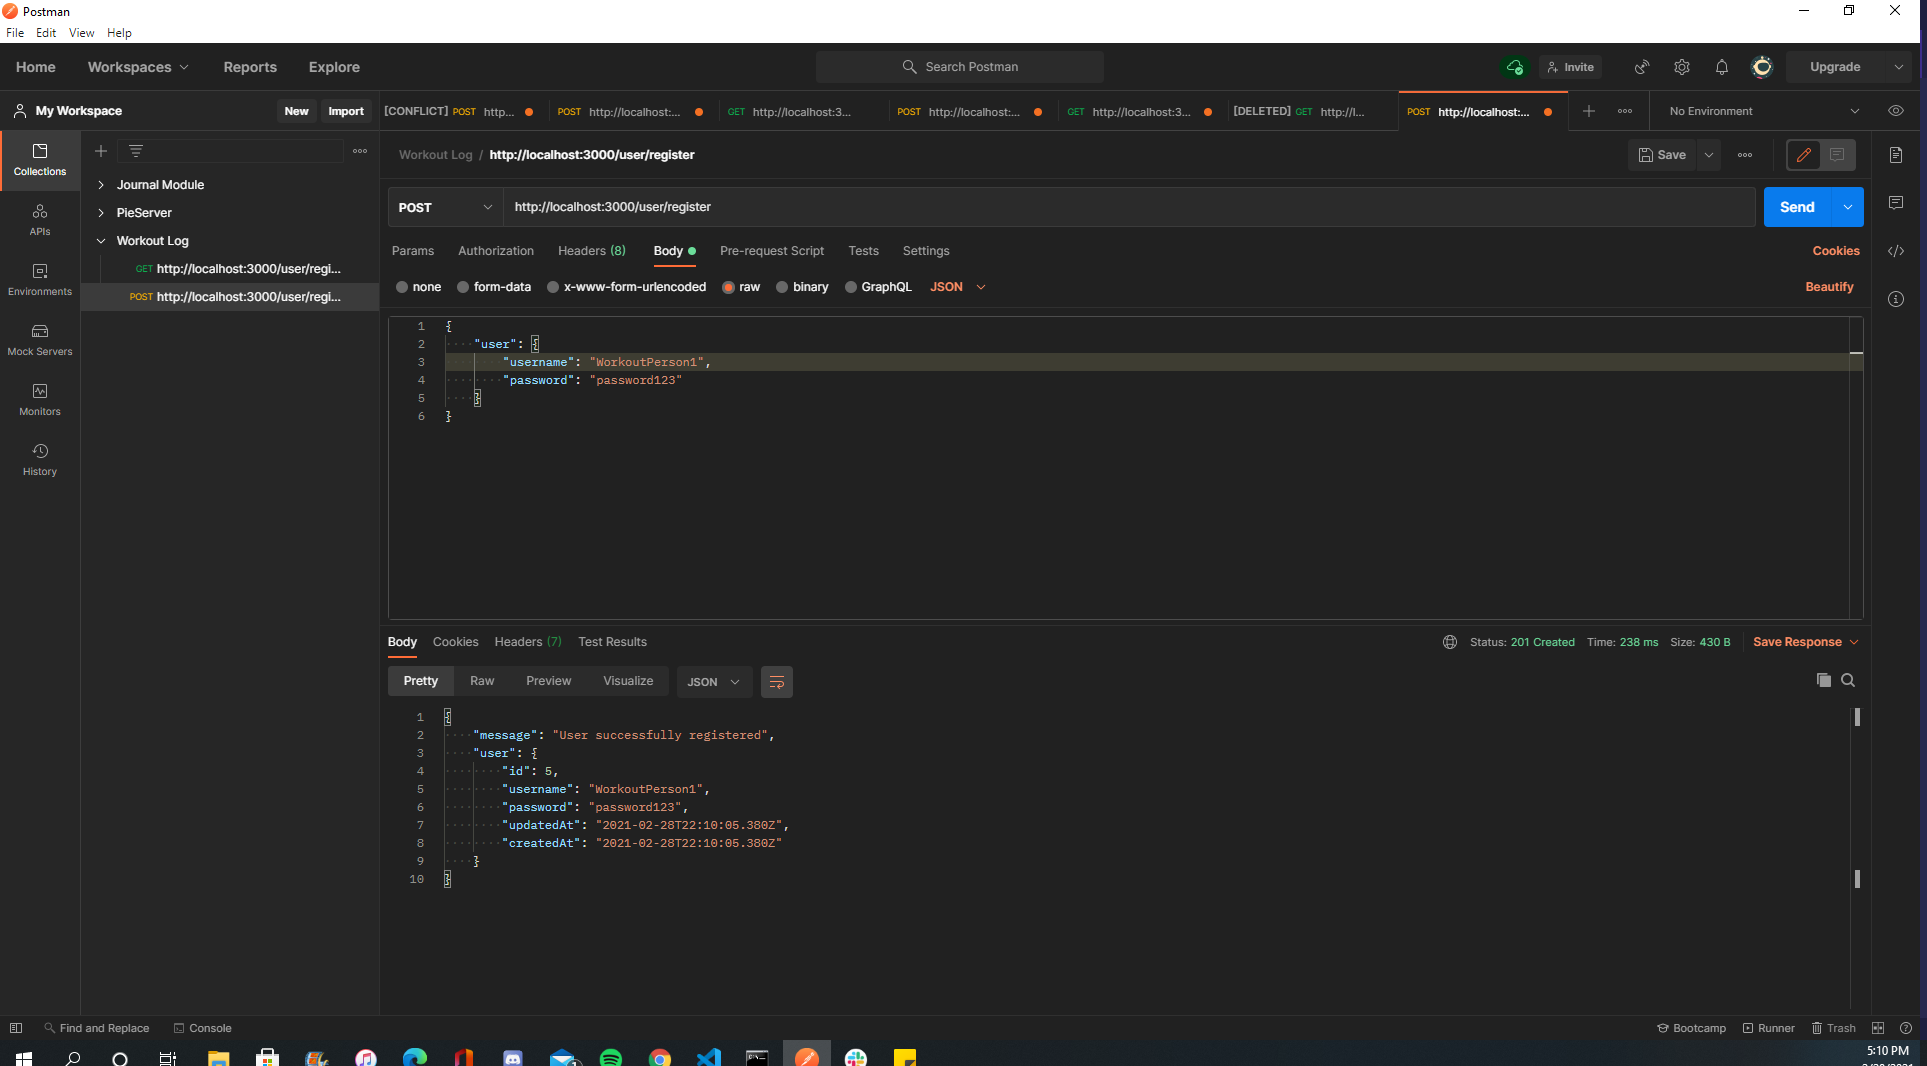 Postman
File Edit View Help
Home Workspaces Reports Explore Search Postman Invite Upgrade
My Workspace New Import [CONFLICT] POST http... POST http://localhost:... GET http://localhost:3... POST http://localhost:... GET http://localhost:3... [DELETED] GET http://l... POST http://localhost:... No Environment
Workout Log / http://localhost:3000/user/register Save
Collections
APIs
Environments
Mock Servers
Monitors
History
Journal Module
PieServer
Workout Log
GET http://localhost:3000/user/regi...
POST http://localhost:3000/user/regi...
POST http://localhost:3000/user/register Send
Params Authorization Headers (8) Body Pre-request Script Tests Settings Cookies
none form-data x-www-form-urlencoded raw binary GraphQL JSON Beautify
1 {
2 "user": {
3 "username": "WorkoutPerson1",
4 "password": "password123"
5 }
6 }
Body Cookies Headers (7) Test Results Status: 201 Created Time: 238 ms Size: 430 B Save Response
Pretty Raw Preview Visualize JSON
1 {
2 "message": "User successfully registered",
3 "user": {
4 "id": 5,
5 "username": "WorkoutPerson1",
6 "password": "password123",
7 "updatedAt": "2021-02-28T22:10:05.380Z",
8 "createdAt": "2021-02-28T22:10:05.380Z"
9 }
10 }
Find and Replace Console Bootcamp Runner Trash
5:10 PM